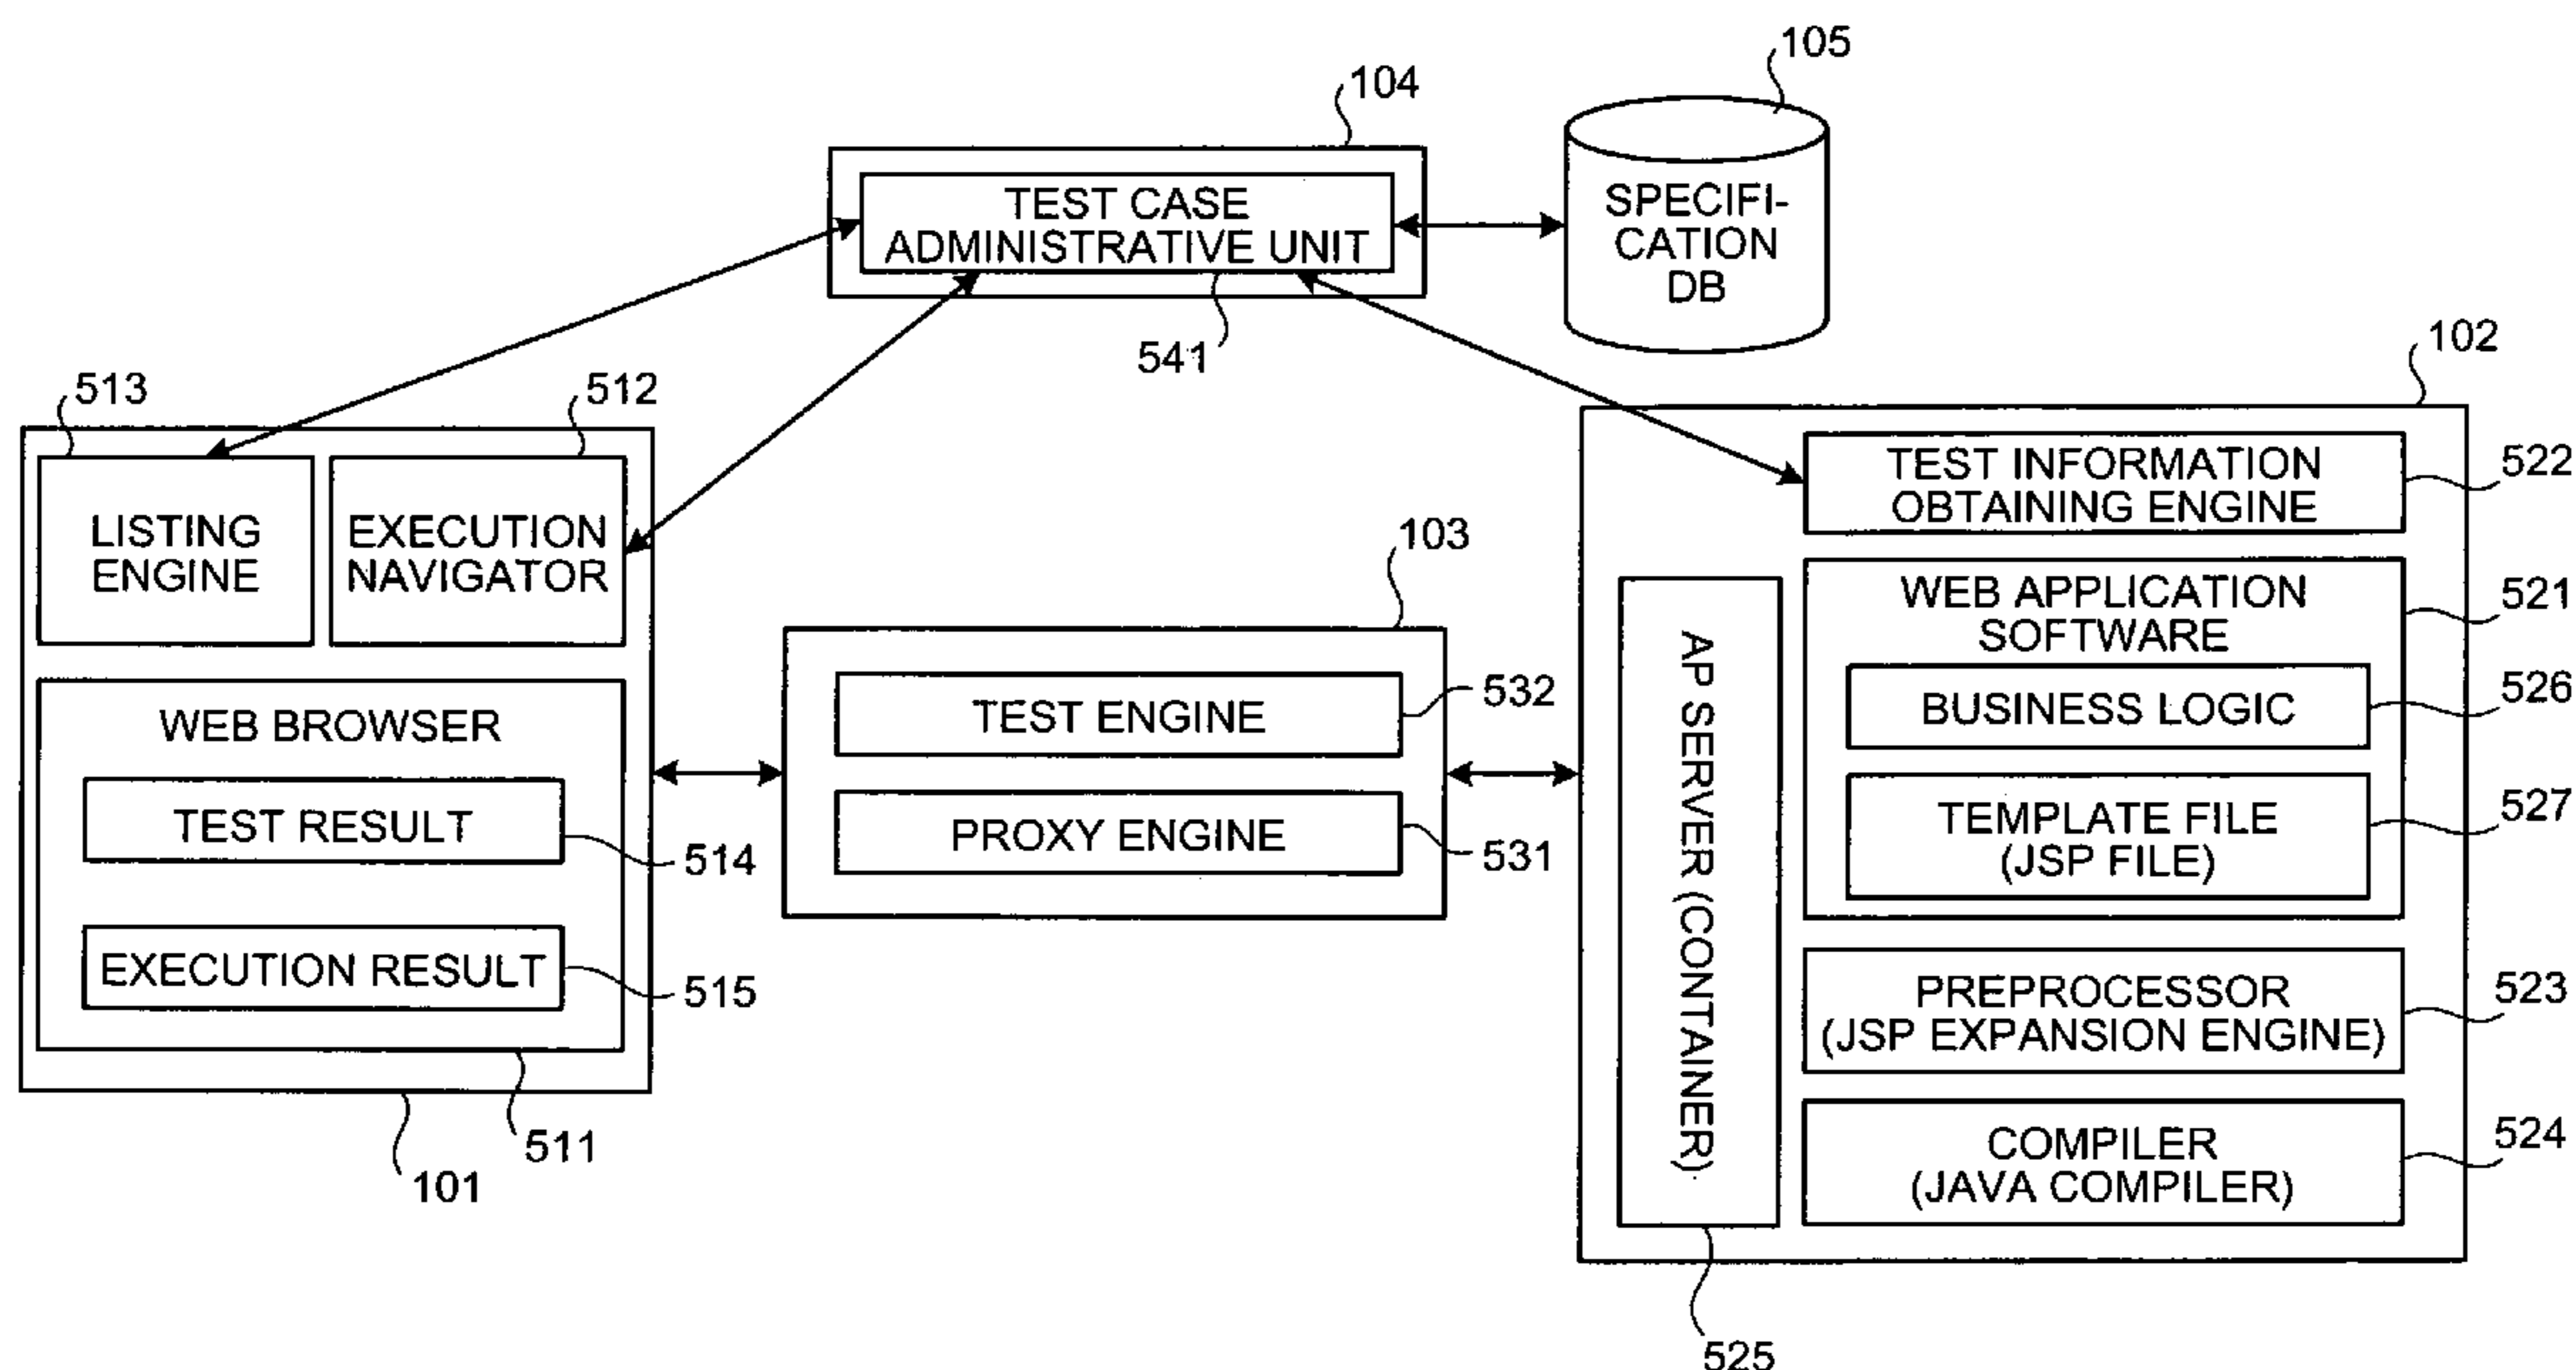 105
104
TEST CASE
ADMINISTRATIVE UNIT
SPECIFI-
CATION
DB
541
102
513
512
LISTING
ENGINE
EXECUTION
NAVIGATOR
TEST INFORMATION
OBTAINING ENGINE
522
103
WEB APPLICATION
SOFTWARE
521
AP SERVER (CONTAINER)
TEST ENGINE
532
BUSINESS LOGIC
526
WEB BROWSER
TEST RESULT
514
PROXY ENGINE
531
TEMPLATE FILE
(JSP FILE)
527
EXECUTION RESULT
515
PREPROCESSOR
(JSP EXPANSION ENGINE)
523
511
101
COMPILER
(JAVA COMPILER)
524
525